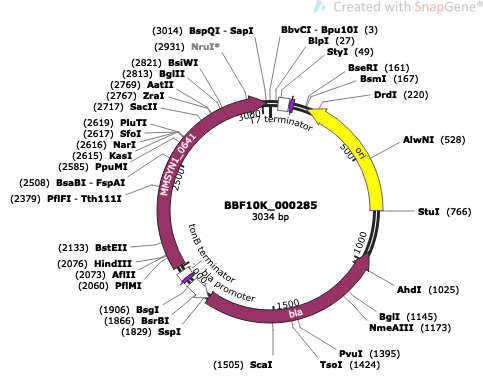 Created with SnapGene®
(3014) BspQI - SapI
(2931) NruI*
(2821) BsiWI
(2813) BglII
(2769) AatII
(2767) ZraI
(2717) SacII
(2619) PluTI
(2617) SfoI
(2616) NarI
(2615) KasI
(2585) PpuMI
(2508) BsaBI - FspAI
(2379) PflFI - Tth111I
(2133) BstEII
(2076) HindIII
(2073) AflII
(2060) PflMI
(1906) BsgI
(1866) BsrBI
(1829) SspI
(1505) ScaI
BbvCI - Bpu10I (3)
BlpI (27)
StyI (49)
BseRI (161)
BsmI (167)
DrdI (220)
AlwNI (528)
StuI (766)
AhdI (1025)
BglI (1145)
NmeAIII (1173)
PvuI (1395)
TsoI (1424)
BBF10K_000285
3034 bp
T7 terminator
ori
bla
bla promoter
tonB terminator
MMSYN1_0641
500
1000
1500
2500